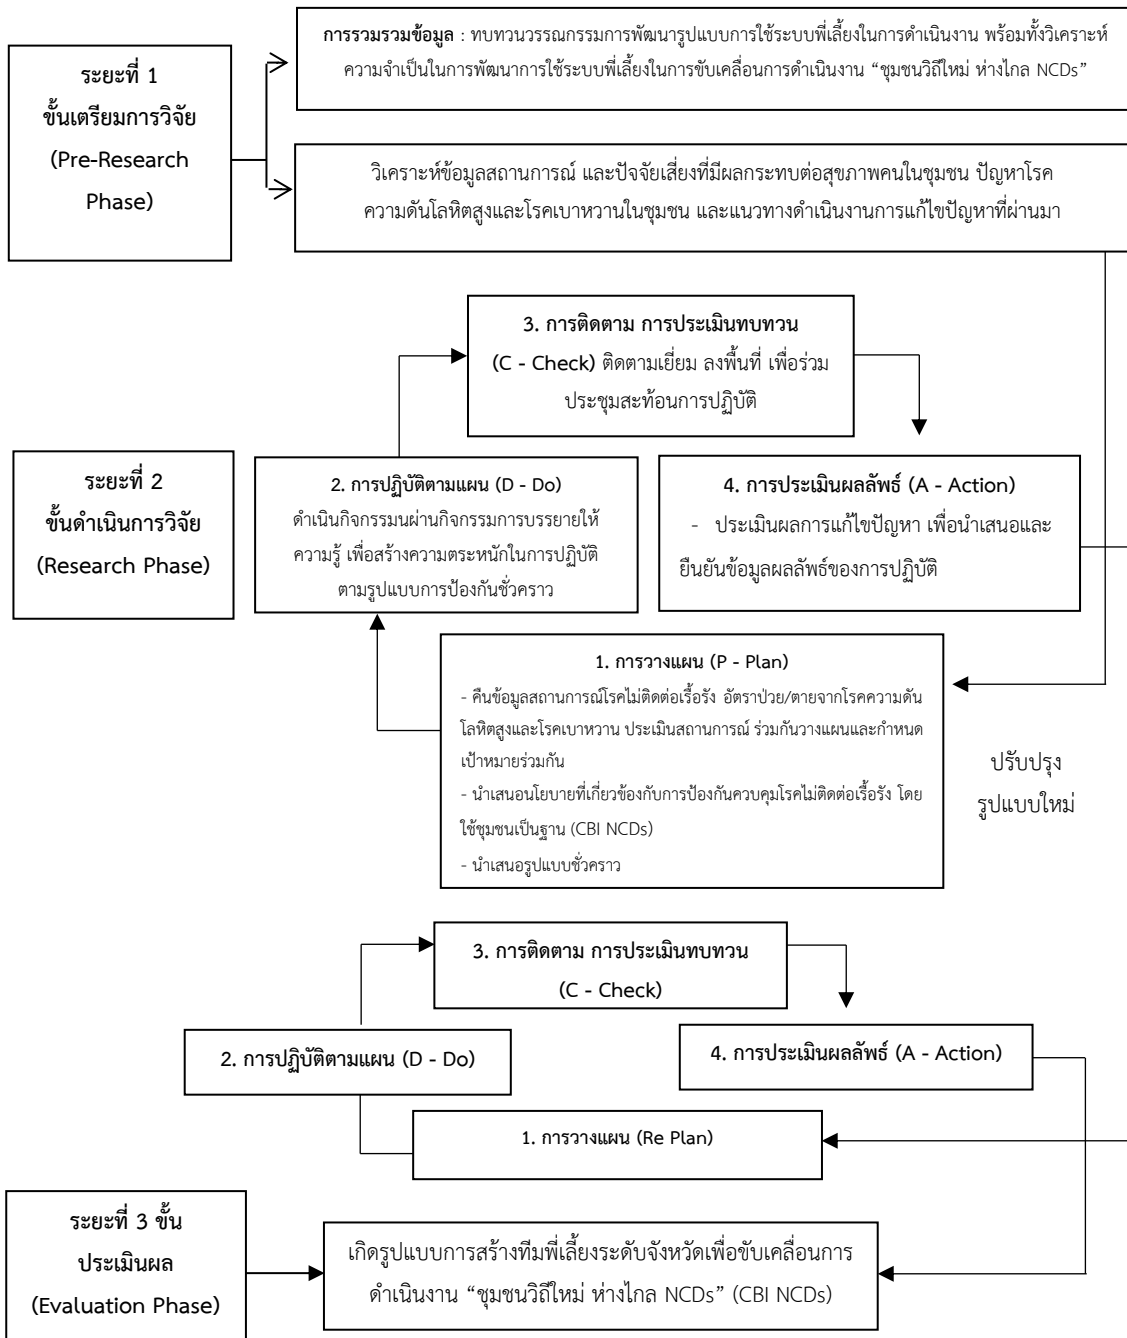 ระยะที่ 1
ขั้นเตรียมการวิจัย
(Pre-Research
Phase)
การรวมรวมข้อมูล : ทบทวนวรรณกรรมการพัฒนารูปแบบการใช้ระบบพี่เลี้ยงในการดำเนินงาน พร้อมทั้งวิเคราะห์
ความจำเป็นในการพัฒนาการใช้ระบบพี่เลี้ยงในการขับเคลื่อนการดำเนินงาน “ชุมชนวิถีใหม่ ห่างไกล NCDs”
วิเคราะห์ข้อมูลสถานการณ์ และปัจจัยเสี่ยงที่มีผลกระทบต่อสุขภาพคนในชุมชน ปัญหาโรค
ความดันโลหิตสูงและโรคเบาหวานในชุมชน และแนวทางดำเนินงานการแก้ไขปัญหาที่ผ่านมา
3. การติดตาม การประเมินทบทวน
(C - Check) ติดตามเยี่ยม ลงพื้นที่ เพื่อร่วม
ประชุมสะท้อนการปฏิบัติ
ระยะที่ 2
ขั้นดำเนินการวิจัย
(Research Phase)
2. การปฏิบัติตามแผน (D - Do)
ดำเนินกิจกรรมนผ่านกิจกรรมการบรรยายให้
ความรู้ เพื่อสร้างความตระหนักในการปฏิบัติ
ตามรูปแบบการป้องกันชั่วคราว
4. การประเมินผลลัพธ์ (A - Action)
- ประเมินผลการแก้ไขปัญหา เพื่อนำเสนอและ
ยืนยันข้อมูลผลลัพธ์ของการปฏิบัติ
1. การวางแผน (P - Plan)
- คืนข้อมูลสถานการณ์โรคไม่ติดต่อเรื้อรัง อัตราป่วย/ตายจากโรคความดัน
โลหิตสูงและโรคเบาหวาน ประเมินสถานการณ์ ร่วมกันวางแผนและกำหนด
เป้าหมายร่วมกัน
- นำเสนอนโยบายที่เกี่ยวข้องกับการป้องกันควบคุมโรคไม่ติดต่อเรื้อรัง โดย
ใช้ชุมชนเป็นฐาน (CBI NCDs)
- นำเสนอรูปแบบชั่วคราว
ปรับปรุง
รูปแบบใหม่
3. การติดตาม การประเมินทบทวน
(C - Check)
2. การปฏิบัติตามแผน (D - Do)
4. การประเมินผลลัพธ์ (A - Action)
1. การวางแผน (Re Plan)
ระยะที่ 3 ขั้น
ประเมินผล
(Evaluation Phase)
เกิดรูปแบบการสร้างทีมพี่เลี้ยงระดับจังหวัดเพื่อขับเคลื่อนการ
ดำเนินงาน “ชุมชนวิถีใหม่ ห่างไกล NCDs” (CBI NCDs)